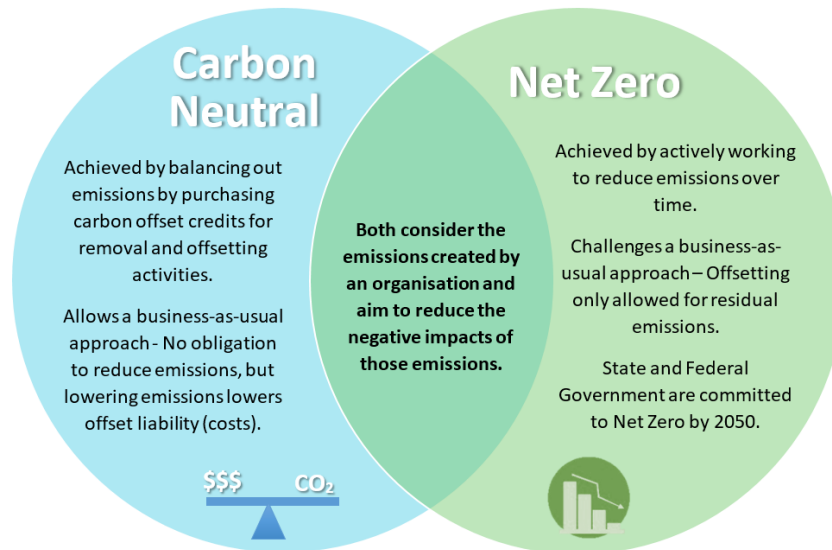 Carbon
Neutral
Achieved by balancing out
emissions by purchasing
carbon offset credits for
removal and offsetting
activities.
Allows a business-as-usual
approach - No obligation
to reduce emissions, but
lowering emissions lowers
offset liability (costs).
$$$ CO₂
Both consider the
emissions created by
an organisation and
aim to reduce the
negative impacts of
those emissions.
Net Zero
Achieved by actively working
to reduce emissions over
time.
Challenges a business-as-
usual approach – Offsetting
only allowed for residual
emissions.
State and Federal
Government are committed
to Net Zero by 2050.